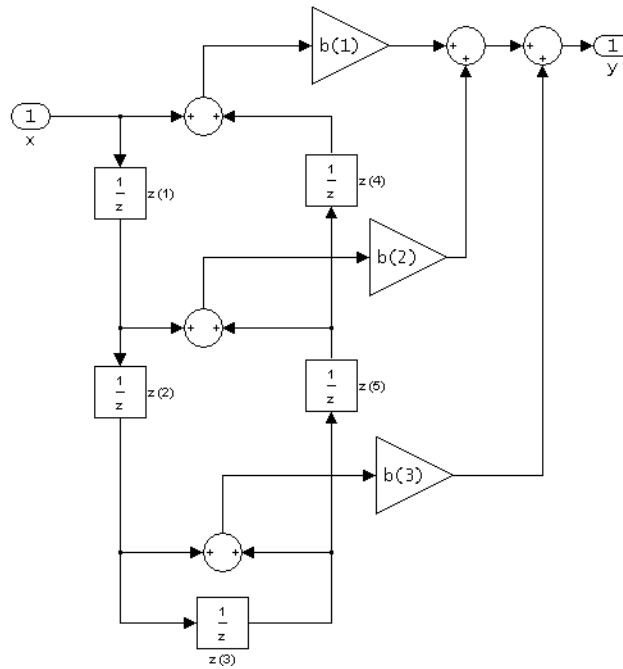 b(1)
+
+
+
+
1
y
1
x
+
+
1
z
z(1)
1
z
z(4)
b(2)
+
+
1
z
z(2)
1
z
z(5)
b(3)
+
+
1
z
z(3)